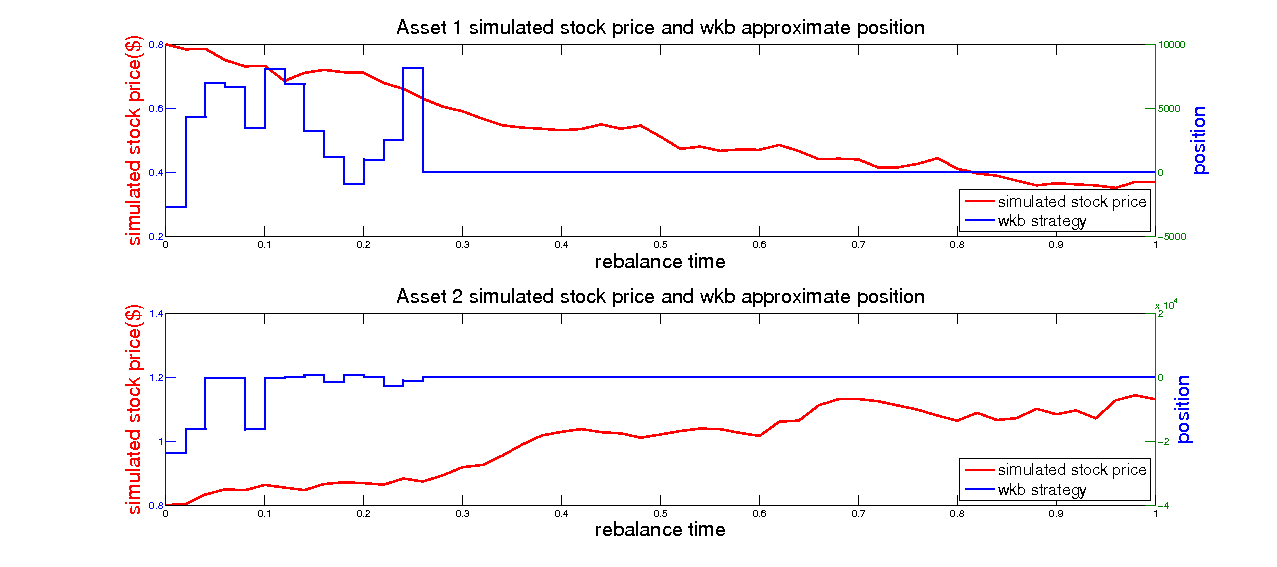 Asset 1 simulated stock price and wkb approximate position
simulated stock price($)
0.8
0.6
0.4
0.2
10000
5000
0
-5000
position
simulated stock price
wkb strategy
0 0.1 0.2 0.3 0.4 0.5 0.6 0.7 0.8 0.9 1
rebalance time
Asset 2 simulated stock price and wkb approximate position
simulated stock price($)
1.4
1.2
1
0.8
x 10^4
2
0
-2
-4
position
simulated stock price
wkb strategy
0 0.1 0.2 0.3 0.4 0.5 0.6 0.7 0.8 0.9 1
rebalance time